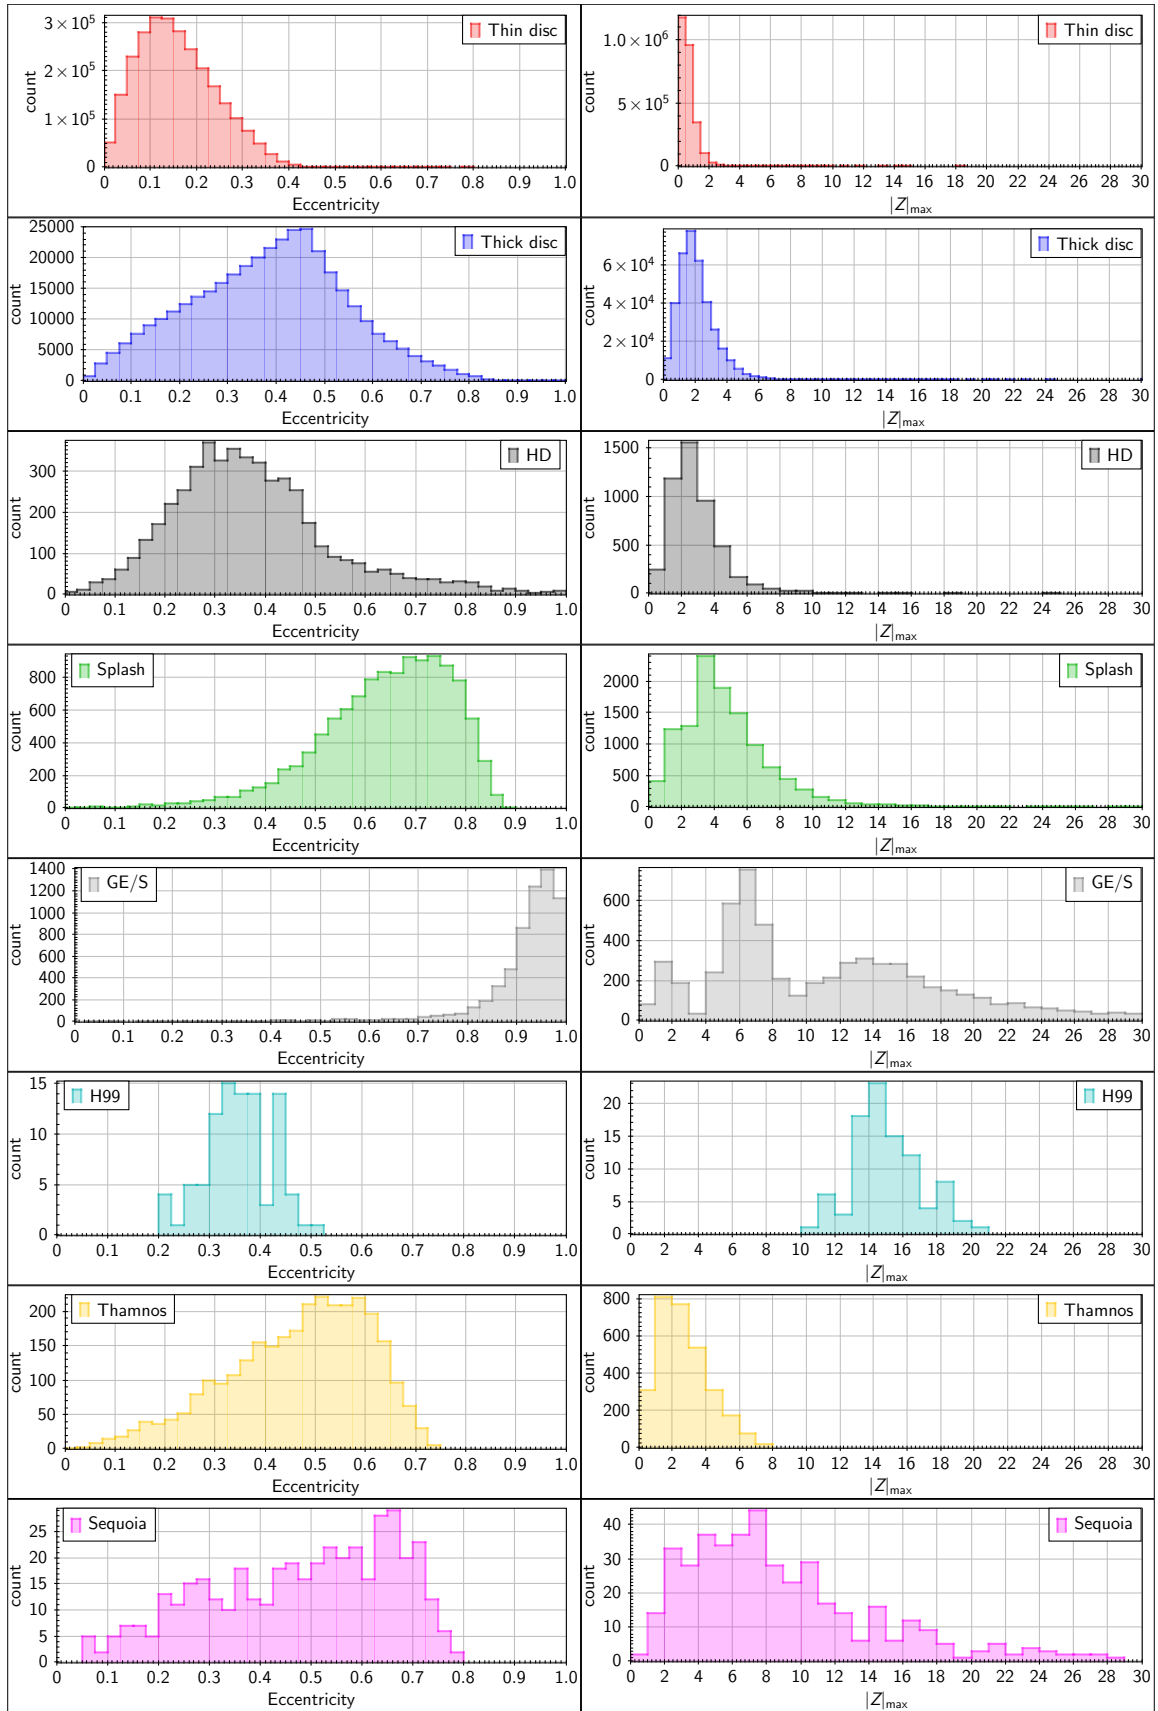 3 × 10⁵
2 × 10⁵
1 × 10⁵
0
count
Thin disc
0 0.1 0.2 0.3 0.4 0.5 0.6 0.7 0.8 0.9 1.0
Eccentricity
1.0 × 10⁶
5 × 10⁵
0
count
Thin disc
0 2 4 6 8 10 12 14 16 18 20 22 24 26 28 30
|Z|max
25000
20000
15000
10000
5000
0
count
Thick disc
0 0.1 0.2 0.3 0.4 0.5 0.6 0.7 0.8 0.9 1.0
Eccentricity
6 × 10⁴
4 × 10⁴
2 × 10⁴
0
count
Thick disc
0 2 4 6 8 10 12 14 16 18 20 22 24 26 28 30
|Z|max
300
200
100
0
count
HD
0 0.1 0.2 0.3 0.4 0.5 0.6 0.7 0.8 0.9 1.0
Eccentricity
1500
1000
500
0
count
HD
0 2 4 6 8 10 12 14 16 18 20 22 24 26 28 30
|Z|max
800
600
400
200
0
count
Splash
0 0.1 0.2 0.3 0.4 0.5 0.6 0.7 0.8 0.9 1.0
Eccentricity
2000
1500
1000
500
0
count
Splash
0 2 4 6 8 10 12 14 16 18 20 22 24 26 28 30
|Z|max
1400
1200
1000
800
600
400
200
0
count
GE/S
0 0.1 0.2 0.3 0.4 0.5 0.6 0.7 0.8 0.9 1.0
Eccentricity
600
400
200
0
count
GE/S
0 2 4 6 8 10 12 14 16 18 20 22 24 26 28 30
|Z|max
15
10
5
0
count
H99
0 0.1 0.2 0.3 0.4 0.5 0.6 0.7 0.8 0.9 1.0
Eccentricity
20
15
10
5
0
count
H99
0 2 4 6 8 10 12 14 16 18 20 22 24 26 28 30
|Z|max
200
150
100
50
0
count
Thamnos
0 0.1 0.2 0.3 0.4 0.5 0.6 0.7 0.8 0.9 1.0
Eccentricity
800
600
400
200
0
count
Thamnos
0 2 4 6 8 10 12 14 16 18 20 22 24 26 28 30
|Z|max
25
20
15
10
5
0
count
Sequoia
0 0.1 0.2 0.3 0.4 0.5 0.6 0.7 0.8 0.9 1.0
Eccentricity
40
30
20
10
0
count
Sequoia
0 2 4 6 8 10 12 14 16 18 20 22 24 26 28 30
|Z|max